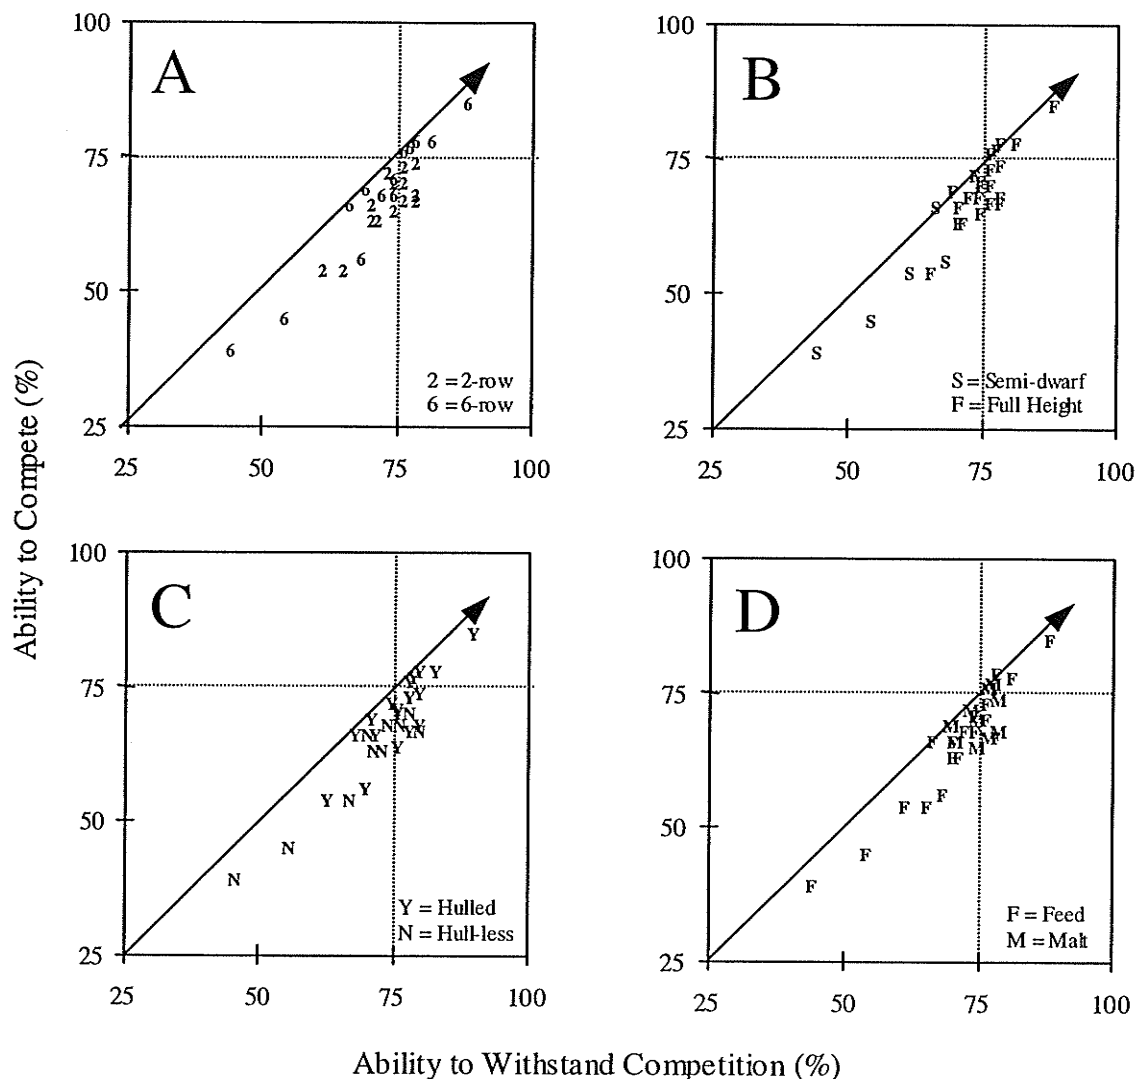 A
100
75
50
25
25
50
75
100
2 = 2-row
6 = 6-row
B
100
75
50
25
25
50
75
100
S = Semi-dwarf
F = Full Height
C
100
75
50
25
25
50
75
100
Y = Hulled
N = Hull-less
D
100
75
50
25
25
50
75
100
F = Feed
M = Malt
Ability to Compete (%)
Ability to Withstand Competition (%)